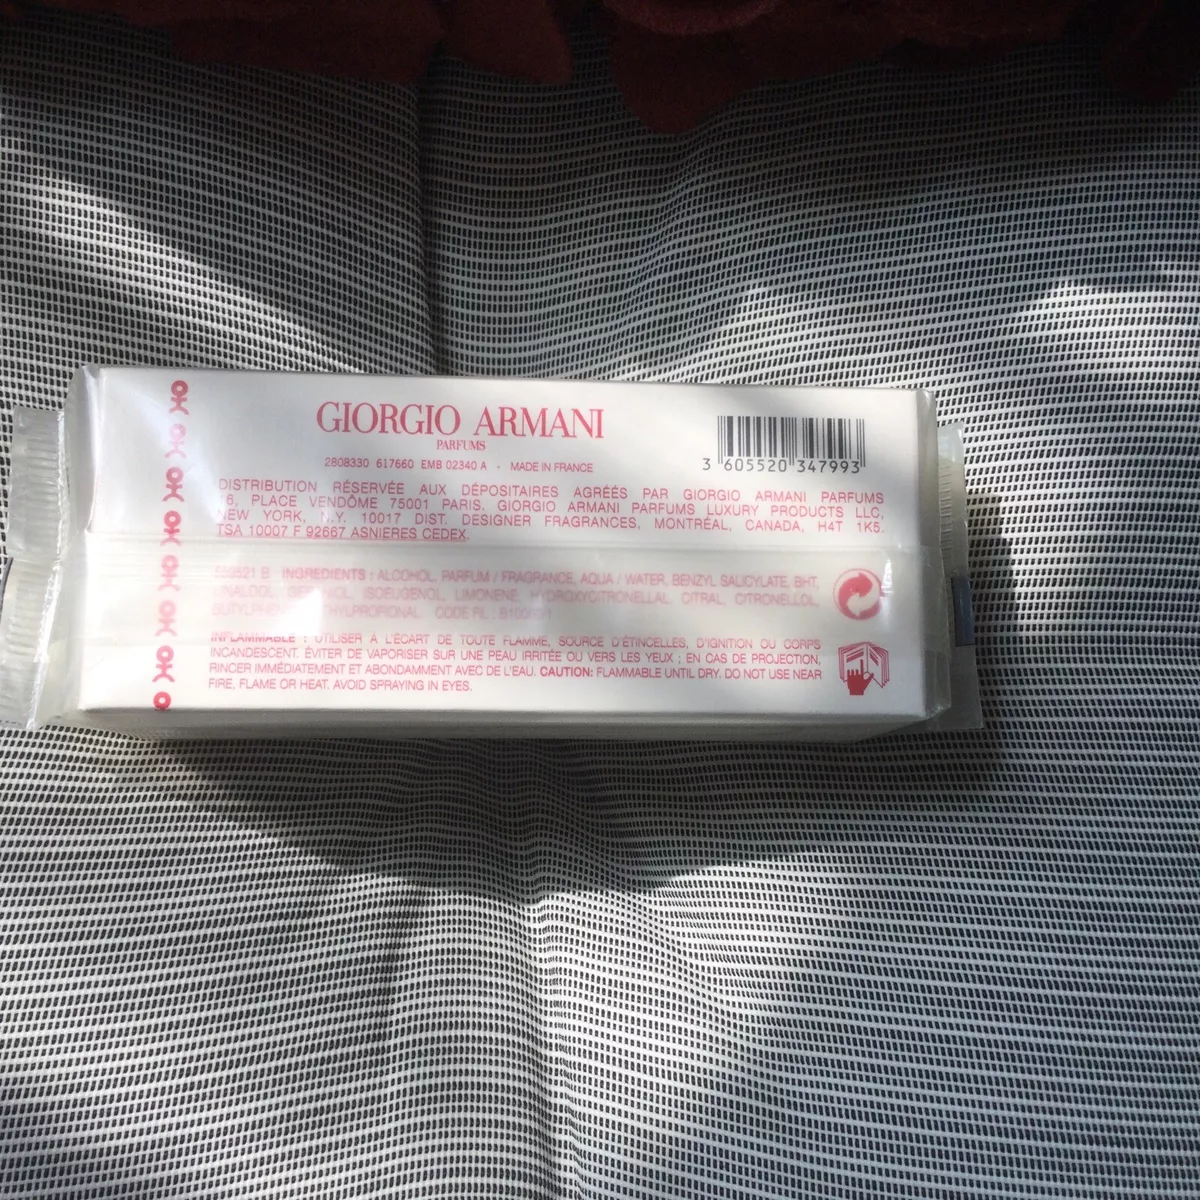 GIORGIO ARMANI
PARFUMS
2808330 617660 EMB 02340 A - MADE IN FRANCE
3 605520 347993
DISTRIBUTION RÉSERVÉE AUX DÉPOSITAIRES AGRÉÉS PAR GIORGIO ARMANI PARFUMS
16, PLACE VENDÔME 75001 PARIS. GIORGIO ARMANI PARFUMS LUXURY PRODUCTS LLC,
NEW YORK, N.Y. 10017 DIST. DESIGNER FRAGRANCES, MONTRÉAL, CANADA, H4T 1K5.
TSA 10007 F 92667 ASNIERES CEDEX.
B INGREDIENTS : ALCOHOL, PARFUM / FRAGRANCE, AQUA / WATER, BENZYL SALICYLATE, BHT,
LINALOOL, ISOEUGENOL, LIMONENE, HYDROXYCITRONELLAL, CITRAL, CITRONELLOL,
CODE F.I.L. :
INFLAMMABLE : UTILISER À L'ÉCART DE TOUTE FLAMME, SOURCE D'ÉTINCELLES, D'IGNITION OU CORPS
INCANDESCENT. ÉVITER DE VAPORISER SUR UNE PEAU IRRITÉE OU VERS LES YEUX ; EN CAS DE PROJECTION,
RINCER IMMÉDIATEMENT ET ABONDAMMENT AVEC DE L'EAU. CAUTION: FLAMMABLE UNTIL DRY. DO NOT USE NEAR
FIRE, FLAME OR HEAT. AVOID SPRAYING IN EYES.